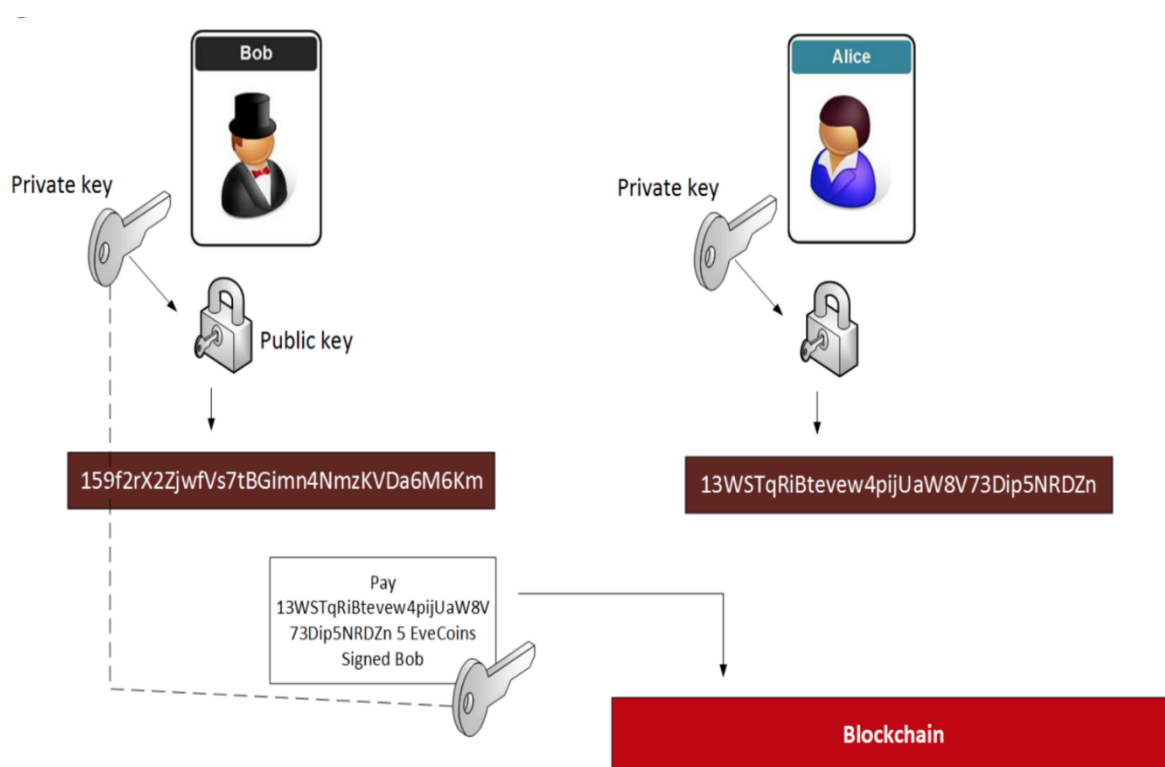 Bob
Alice
Private key
Private key
Public key
159f2rX2ZjwfVs7tBGimn4NmzKVDa6M6Km
13WSTqRiBtevew4pijUaW8V73Dip5NRDZn
Pay
13WSTqRiBtevew4pijUaW8V
73Dip5NRDZn 5 EveCoins
Signed Bob
Blockchain